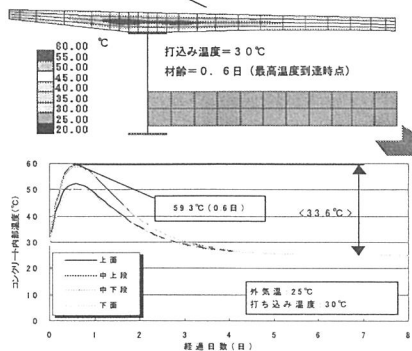 ℃
60.00
55.00
50.00
45.00
40.00
35.00
30.00
25.00
20.00
打込み温度＝３０℃
材齢＝０．６日（最高温度到達時点）
コンクリート内部温度(℃)
60
50
40
30
20
10
0
59.3℃(0.6日)
<33.6℃>
上面
中上段
中下段
下面
外気温 25℃
打ち込み温度 30℃
0
1
2
3
4
5
6
7
8
経過日数(日)